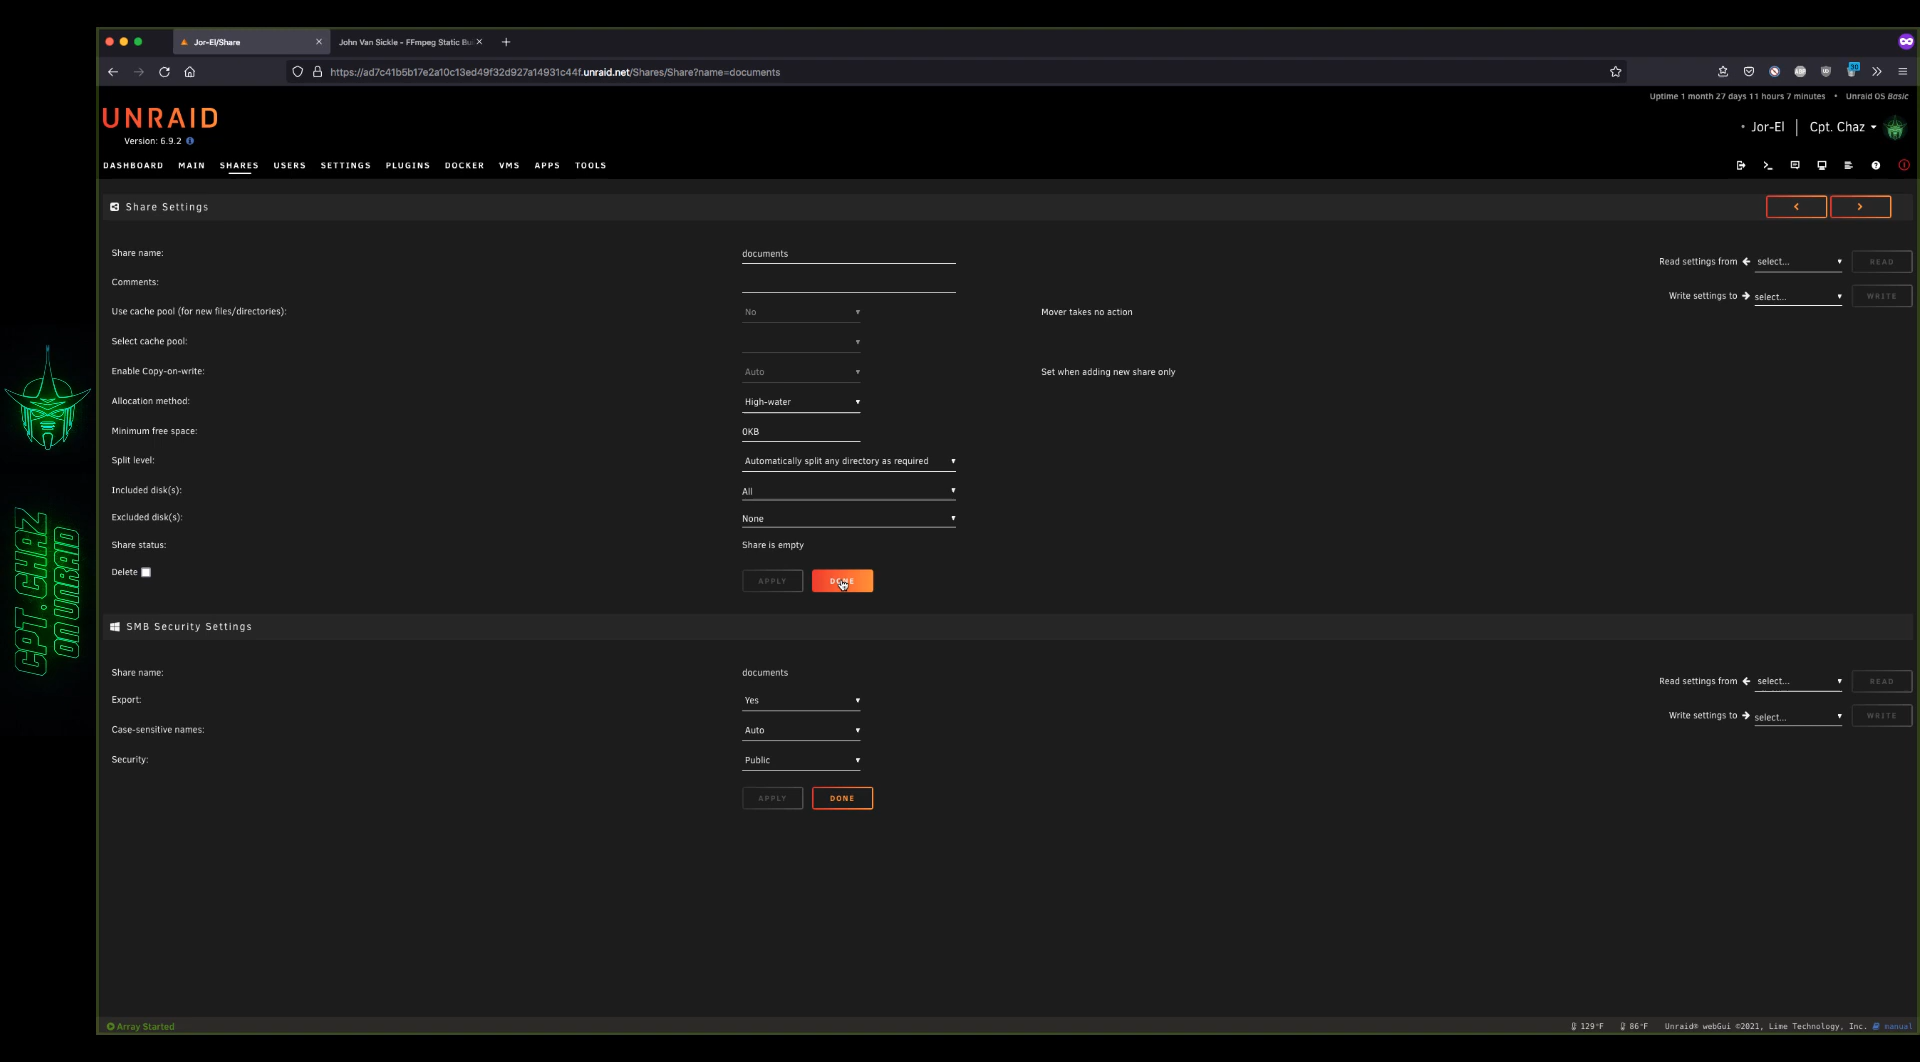 Jor-El/Share
John Van Sickle - FFmpeg Static Bui
https://ad7c41b5b17e2a10c13ed49f32d927a14931c44f.unraid.net/Shares/Share?name=documents
30
Uptime 1 month 27 days 11 hours 7 minutes • Unraid OS Basic
UNRAID
Version: 6.9.2
• Jor-El | Cpt. Chaz
DASHBOARD MAIN SHARES USERS SETTINGS PLUGINS DOCKER VMS APPS TOOLS
Share Settings
Share name: documents
Read settings from select... READ
Comments:
Write settings to select... WRITE
Use cache pool (for new files/directories): No Mover takes no action
Select cache pool:
Enable Copy-on-write: Auto Set when adding new share only
Allocation method: High-water
Minimum free space: 0KB
Split level: Automatically split any directory as required
Included disk(s): All
Excluded disk(s): None
Share status: Share is empty
Delete APPLY DONE
SMB Security Settings
Share name: documents
Read settings from select... READ
Export: Yes
Write settings to select... WRITE
Case-sensitive names: Auto
Security: Public
APPLY DONE
Array Started
129°F 86°F Unraid® webGui ©2021, Lime Technology, Inc. manual
CPT.CHAZ
ON UNRAID